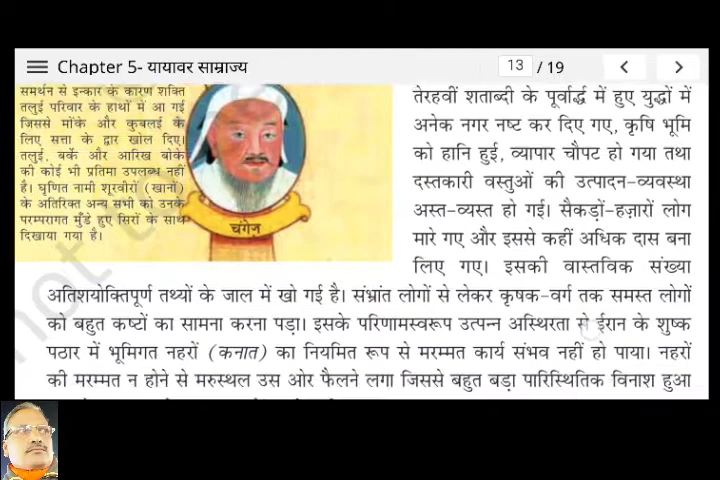 Chapter 5- यायावर साम्राज्य
13 / 19
समर्थन से इन्कार के कारण शक्ति
तलुई परिवार के हाथों में आ गई
जिससे मोंके और कुबलई के
लिए सत्ता के द्वार खोल दिए।
तलुई, बर्के और आरिख बोके
की कोई भी प्रतिमा उपलब्ध नहीं
है। घृणित नामी शूरवीरों (खानों)
के अतिरिक्त अन्य सभी को उनके
परम्परागत मुँडे हुए सिरों के साथ
दिखाया गया है।
चंगेज़
तेरहवीं शताब्दी के पूर्वार्द्ध में हुए युद्धों में
अनेक नगर नष्ट कर दिए गए, कृषि भूमि
को हानि हुई, व्यापार चौपट हो गया तथा
दस्तकारी वस्तुओं की उत्पादन-व्यवस्था
अस्त-व्यस्त हो गई। सैकड़ों-हज़ारों लोग
मारे गए और इससे कहीं अधिक दास बना
लिए गए। इसकी वास्तविक संख्या
अतिशयोक्तिपूर्ण तथ्यों के जाल में खो गई है। संभ्रांत लोगों से लेकर कृषक-वर्ग तक समस्त लोगों
को बहुत कष्टों का सामना करना पड़ा। इसके परिणामस्वरूप उत्पन्न अस्थिरता से ईरान के शुष्क
पठार में भूमिगत नहरों (कनात) का नियमित रूप से मरम्मत कार्य संभव नहीं हो पाया। नहरों
की मरम्मत न होने से मरुस्थल उस ओर फैलने लगा जिससे बहुत बड़ा पारिस्थितिक विनाश हुआ